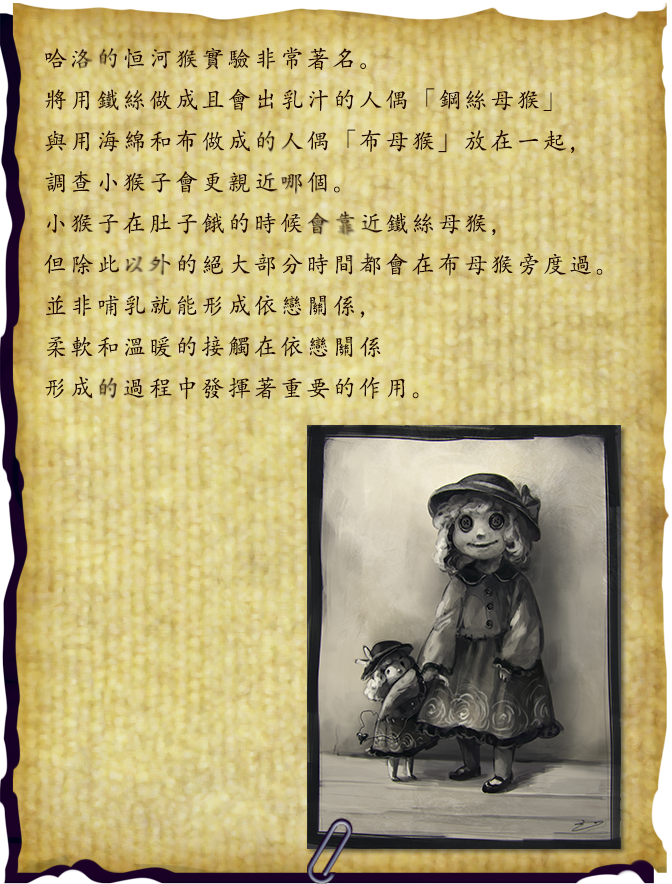 哈洛的恒河猴實驗非常著名。
將用鐵絲做成且會出乳汁的人偶「鋼絲母猴」
與用海綿和布做成的人偶「布母猴」放在一起，
調查小猴子會更親近哪個。
小猴子在肚子餓的時候會靠近鐵絲母猴，
但除此以外的絕大部分時間都會在布母猴旁度過。
並非哺乳就能形成依戀關係，
柔軟和溫暖的接觸在依戀關係
形成的過程中發揮著重要的作用。